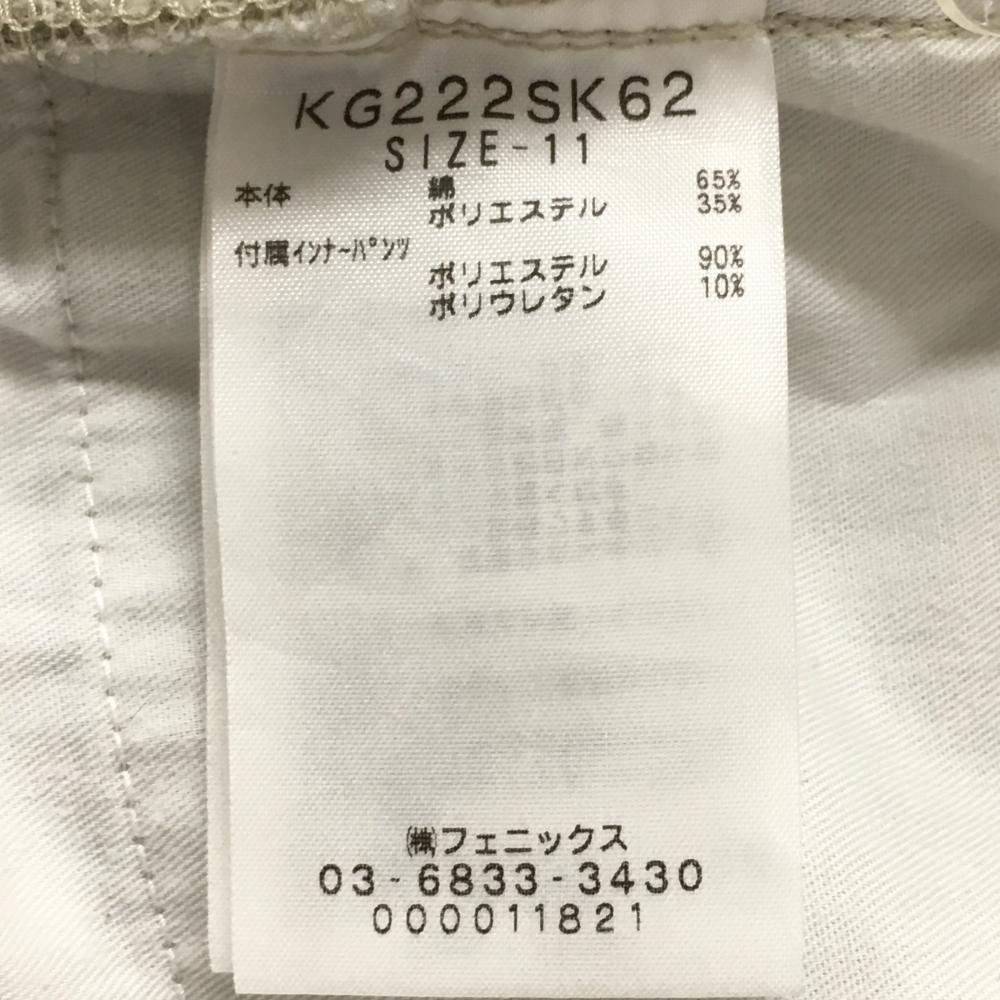 KG222SK62
SIZE-11
本体 綿 65%
ポリエステル 35%
付属インナーパンツ
ポリエステル 90%
ポリウレタン 10%
㈱フェニックス
03-6833-3430
000011821